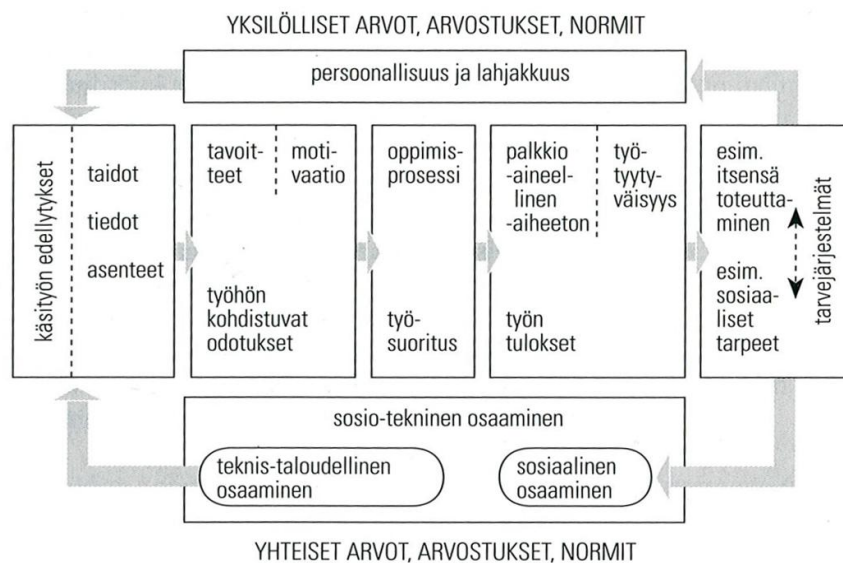 YKSILÖLLISET ARVOT, ARVOSTUKSET, NORMIT
persoonallisuus ja lahjakkuus
käsityön edellytykset
taidot
tiedot
asenteet
tavoit-
teet
moti-
vaatio
työhön
kohdistuvat
odotukset
oppimis-
prosessi
työ-
suoritus
palkkio
-aineel-
linen
-aiheeton
työ-
tyyty-
väisyys
työn
tulokset
esim.
itsensä
toteutta-
minen
esim.
sosiaa-
liset
tarpeet
tarvejärjestelmät
sosio-tekninen osaaminen
teknis-taloudellinen
osaaminen
sosiaalinen
osaaminen
YHTEISET ARVOT, ARVOSTUKSET, NORMIT